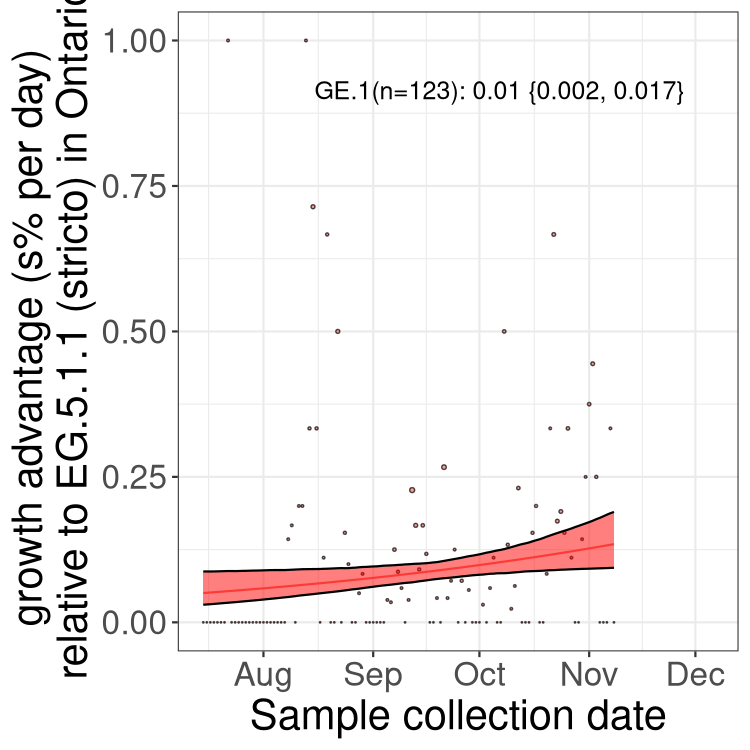 growth advantage (s% per day)
relative to EG.5.1.1 (stricto) in Ontario
1.00
0.75
0.50
0.25
0.00
GE.1(n=123): 0.01 {0.002, 0.017}
Aug Sep Oct Nov Dec
Sample collection date